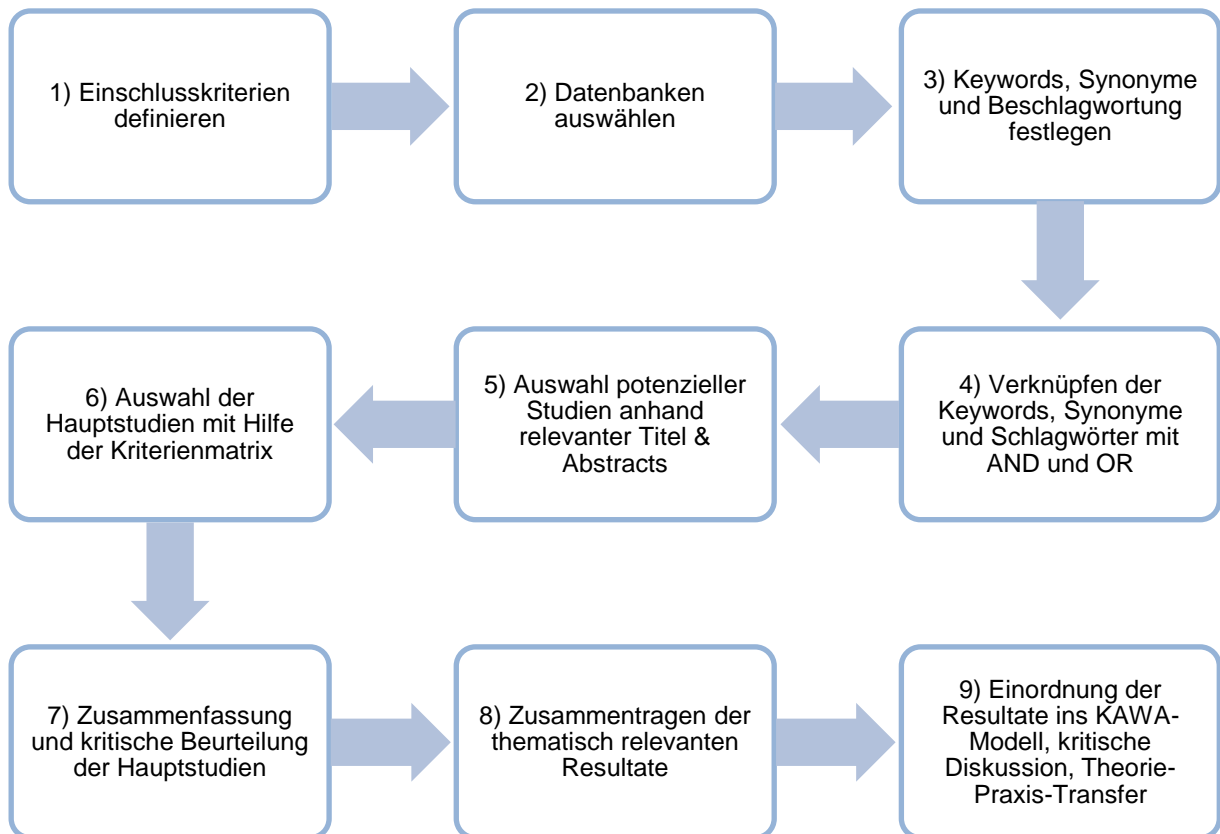 1) Einschlusskriterien
definieren
2) Datenbanken
auswählen
3) Keywords, Synonyme
und Beschlagwortung
festlegen
4) Verknüpfen der
Keywords, Synonyme
und Schlagwörter mit
AND und OR
5) Auswahl potenzieller
Studien anhand
relevanter Titel &
Abstracts
6) Auswahl der
Hauptstudien mit Hilfe
der Kriterienmatrix
7) Zusammenfassung
und kritische Beurteilung
der Hauptstudien
8) Zusammentragen der
thematisch relevanten
Resultate
9) Einordnung der
Resultate ins KAWA-
Modell, kritische
Diskussion, Theorie-
Praxis-Transfer